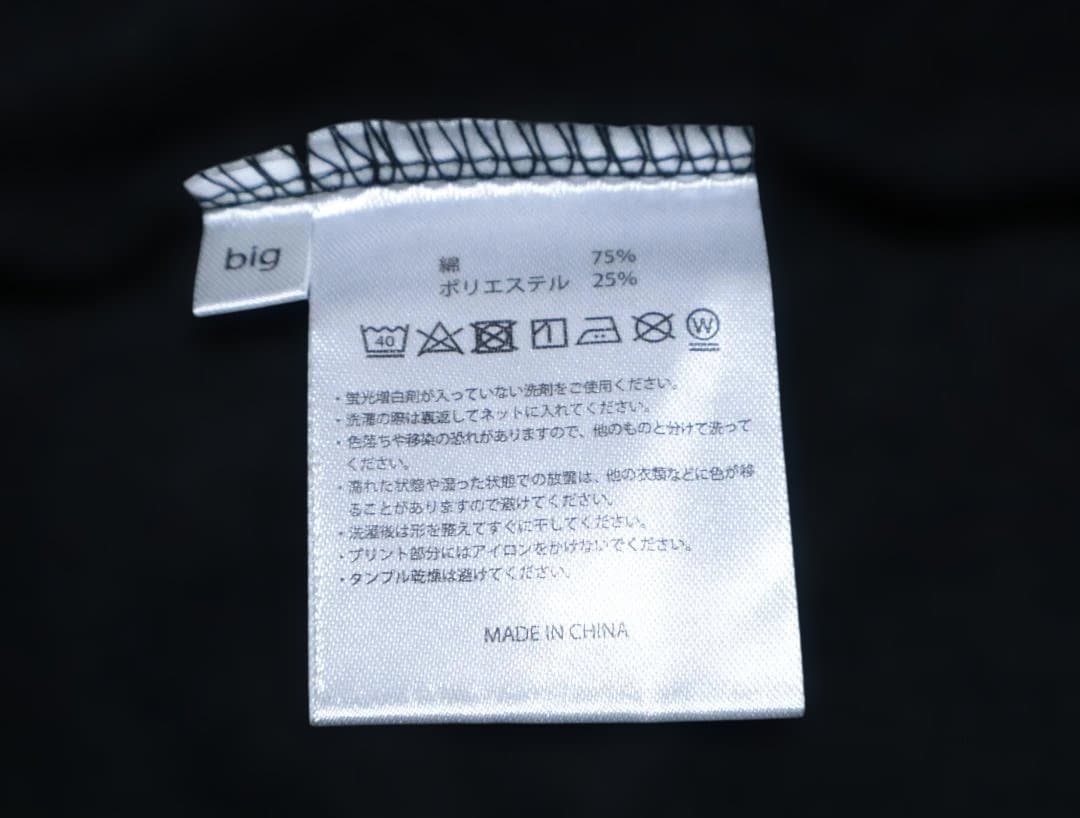 big
綿 75%
ポリエステル 25%
40
W
・蛍光増白剤が入っていない洗剤をご使用ください。
・洗濯の際は裏返してネットに入れてください。
・色落ちや移染の恐れがありますので、他のものと分けて洗って
ください。
・濡れた状態や湿った状態での放置は、他の衣類などに色が移
ることがありますので避けてください。
・洗濯後は形を整えてすぐに干してください。
・プリント部分にはアイロンをかけないでください。
・タンブル乾燥は避けてください。
MADE IN CHINA